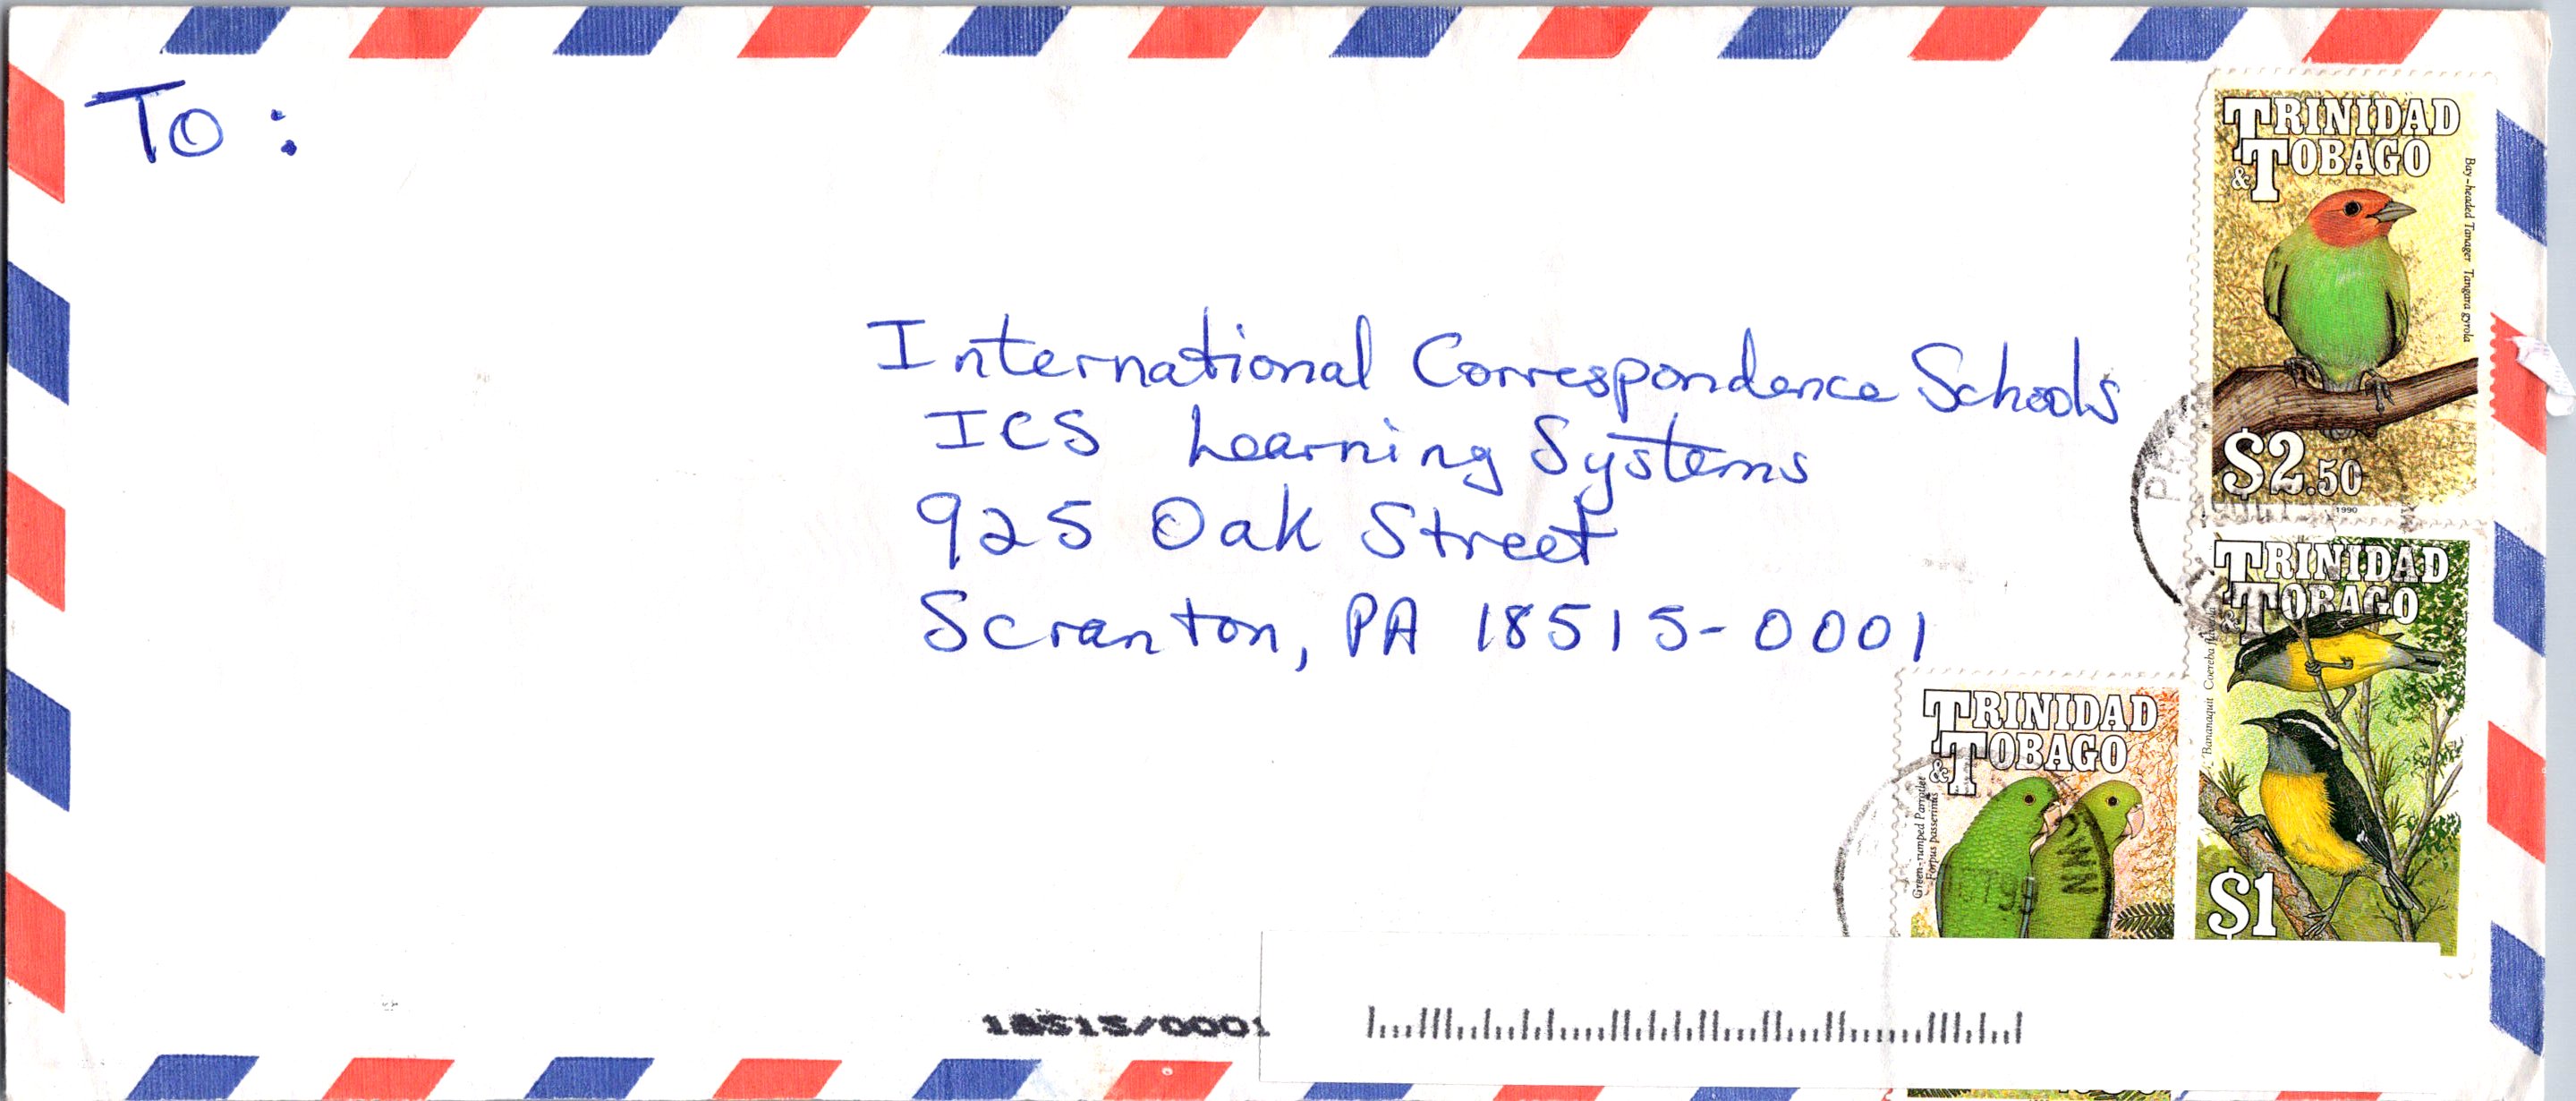 To :
International Correspondence Schools
ICS Learning Systems
925 Oak Street
Scranton, PA 18515-0001
TRINIDAD
& TOBAGO
Bay-headed Tanager Tangara gyrola
$2.50
1990
TRINIDAD
& TOBAGO
Bananaquit Coereba
$1
TRINIDAD
& TOBAGO
Green-rumped Parrotlet
Forpus passerinus
18515/0001